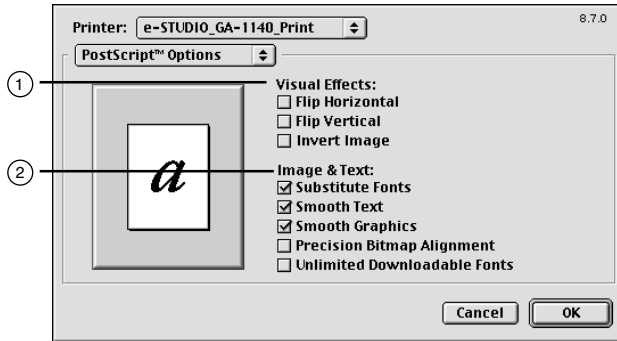 Printer: e-STUDIO_GA-1140_Print
8.7.0
PostScript™ Options
1
Visual Effects:
Flip Horizontal
Flip Vertical
Invert Image
2
a
Image & Text:
Substitute Fonts
Smooth Text
Smooth Graphics
Precision Bitmap Alignment
Unlimited Downloadable Fonts
Cancel
OK